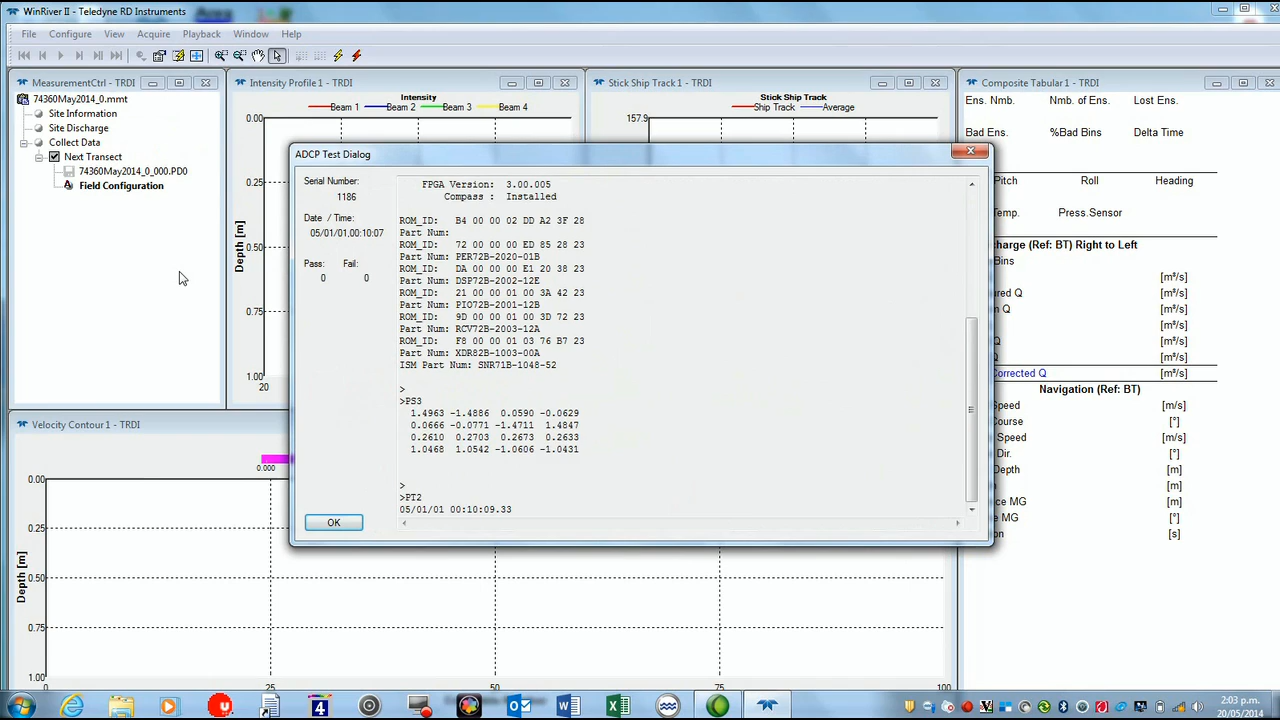 WinRiver II - Teledyne RD Instruments
File Configure View Acquire Playback Window Help
MeasurementCtrl - TRDI
74360May2014_0.mmt
Site Information
Site Discharge
Collect Data
Next Transect
74360May2014_0_000.PD0
Field Configuration
Intensity Profile 1 - TRDI
Intensity
Beam 1 Beam 2 Beam 3 Beam 4
0.00
0.25
0.50
0.75
1.00
20
Depth [m]
Stick Ship Track 1 - TRDI
Stick Ship Track
Ship Track Average
157.9
Composite Tabular 1 - TRDI
Ens. Nmb. Nmb. of Ens. Lost Ens.
Bad Ens. %Bad Bins Delta Time
Pitch Roll Heading
emp. Press.Sensor
charge (Ref: BT) Right to Left
Bins
ured Q [m³/s]
m Q [m³/s]
[m³/s]
Q [m³/s]
Q [m³/s]
Corrected Q [m³/s]
Navigation (Ref: BT)
Speed [m/s]
Course [°]
Speed [m/s]
Dir. [°]
Depth [m]
[m]
ce MG [m]
e MG [°]
on [s]
ADCP Test Dialog
Serial Number:
1186
Date / Time:
05/01/01,00:10:07
Pass: Fail:
0 0
OK
FPGA Version: 3.00.005
Compass : Installed
ROM_ID: B4 00 00 02 DD A2 3F 28
Part Num:
ROM_ID: 72 00 00 00 ED 85 28 23
Part Num: PER72B-2020-01B
ROM_ID: DA 00 00 00 E1 20 38 23
Part Num: DSP72B-2002-12E
ROM_ID: 21 00 00 01 00 3A 42 23
Part Num: PIO72B-2001-12B
ROM_ID: 9D 00 00 01 00 3D 72 23
Part Num: RCV72B-2003-12A
ROM_ID: F8 00 00 01 03 76 B7 23
Part Num: XDR82B-1003-00A
ISM Part Num: SNR71B-1048-52
>
>PS3
1.4963 -1.4886 0.0590 -0.0629
0.0666 -0.0771 -1.4711 1.4847
0.2610 0.2703 0.2673 0.2633
1.0468 1.0542 -1.0606 -1.0431
>
>PT2
05/01/01 00:10:09.33
Velocity Contour 1 - TRDI
0.000
0.00
0.25
0.50
0.75
1.00
Depth [m]
25
50
75
100
2:03 p.m.
20/05/2014